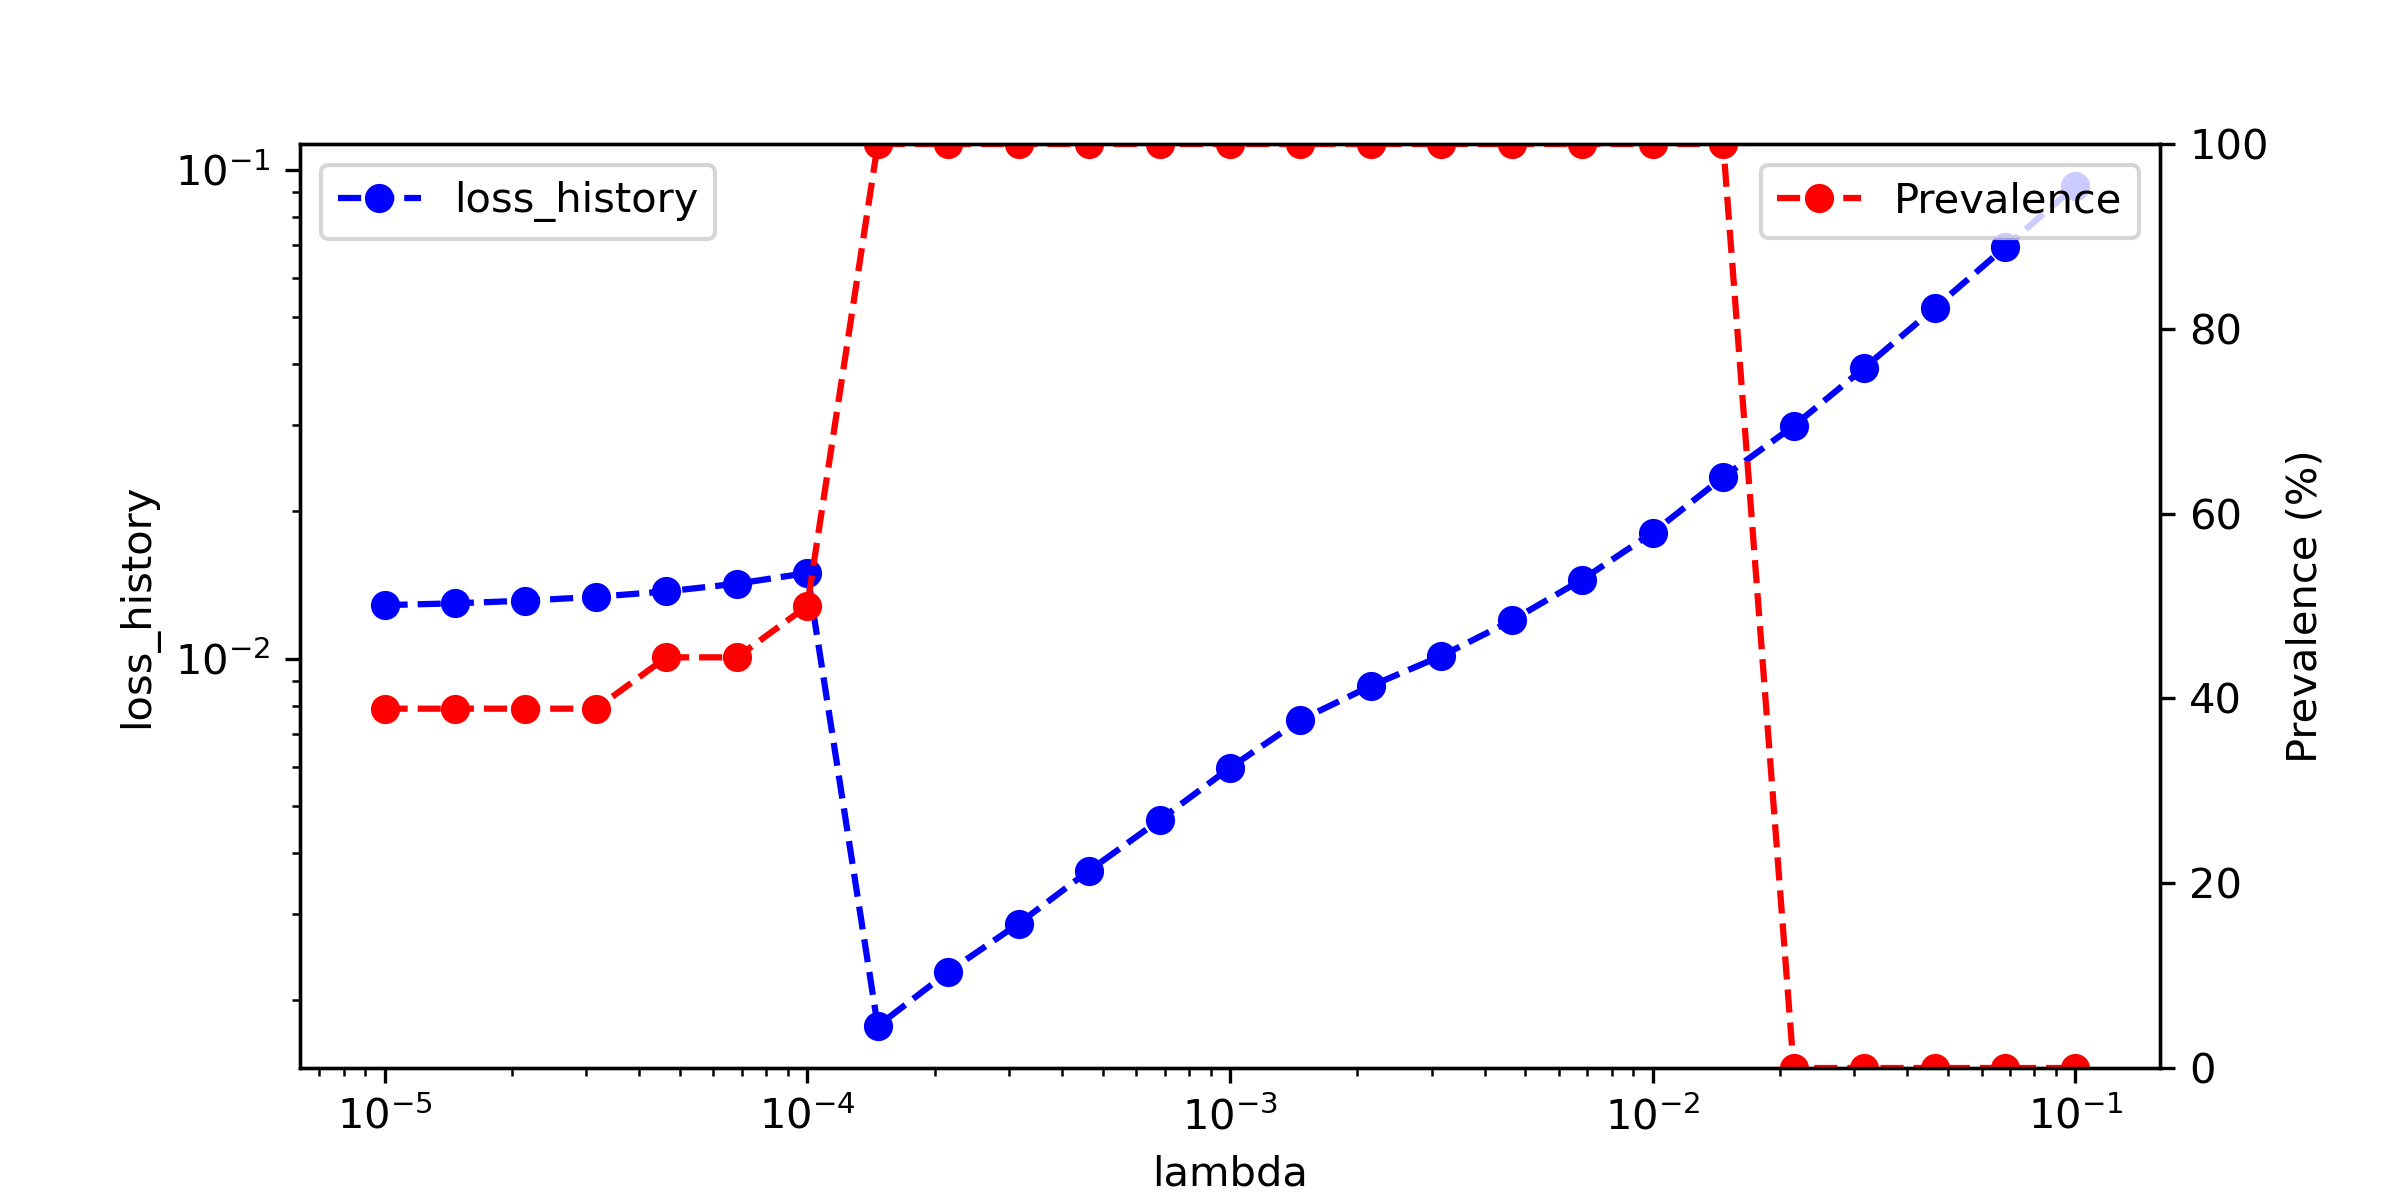 loss_history
Prevalence
10⁻¹
10⁻²
loss_history
100
80
60
40
20
0
Prevalence (%)
10⁻⁵
10⁻⁴
10⁻³
10⁻²
10⁻¹
lambda